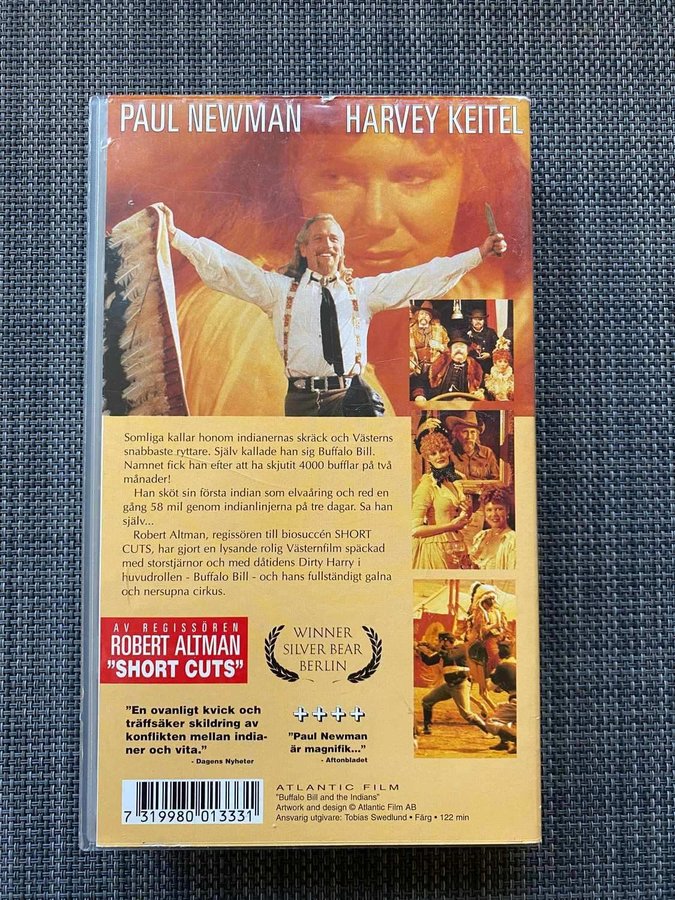 PAUL NEWMAN HARVEY KEITEL
Somliga kallar honom indianernas skräck och Västerns
snabbaste ryttare. Själv kallade han sig Buffalo Bill.
Namnet fick han efter att ha skjutit 4000 bufflar på två
månader!
Han sköt sin första indian som elvaåring och red en
gång 58 mil genom indianlinjerna på tre dagar. Sa han
själv...
Robert Altman, regissören till biosuccén SHORT
CUTS, har gjort en lysande rolig Västernfilm späckad
med storstjärnor och med dåtidens Dirty Harry i
huvudrollen - Buffalo Bill - och hans fullständigt galna
och nersupna cirkus.
AV REGISSÖREN
ROBERT ALTMAN
"SHORT CUTS"
WINNER
SILVER BEAR
BERLIN
"En ovanligt kvick och
träffsäker skildring av
konflikten mellan india-
ner och vita."
- Dagens Nyheter
++++
"Paul Newman
är magnifik..."
- Aftonbladet
7 319980 013331
ATLANTIC FILM
"Buffalo Bill and the Indians"
Artwork and design © Atlantic Film AB
Ansvarig utgivare: Tobias Swedlund • Färg • 122 min